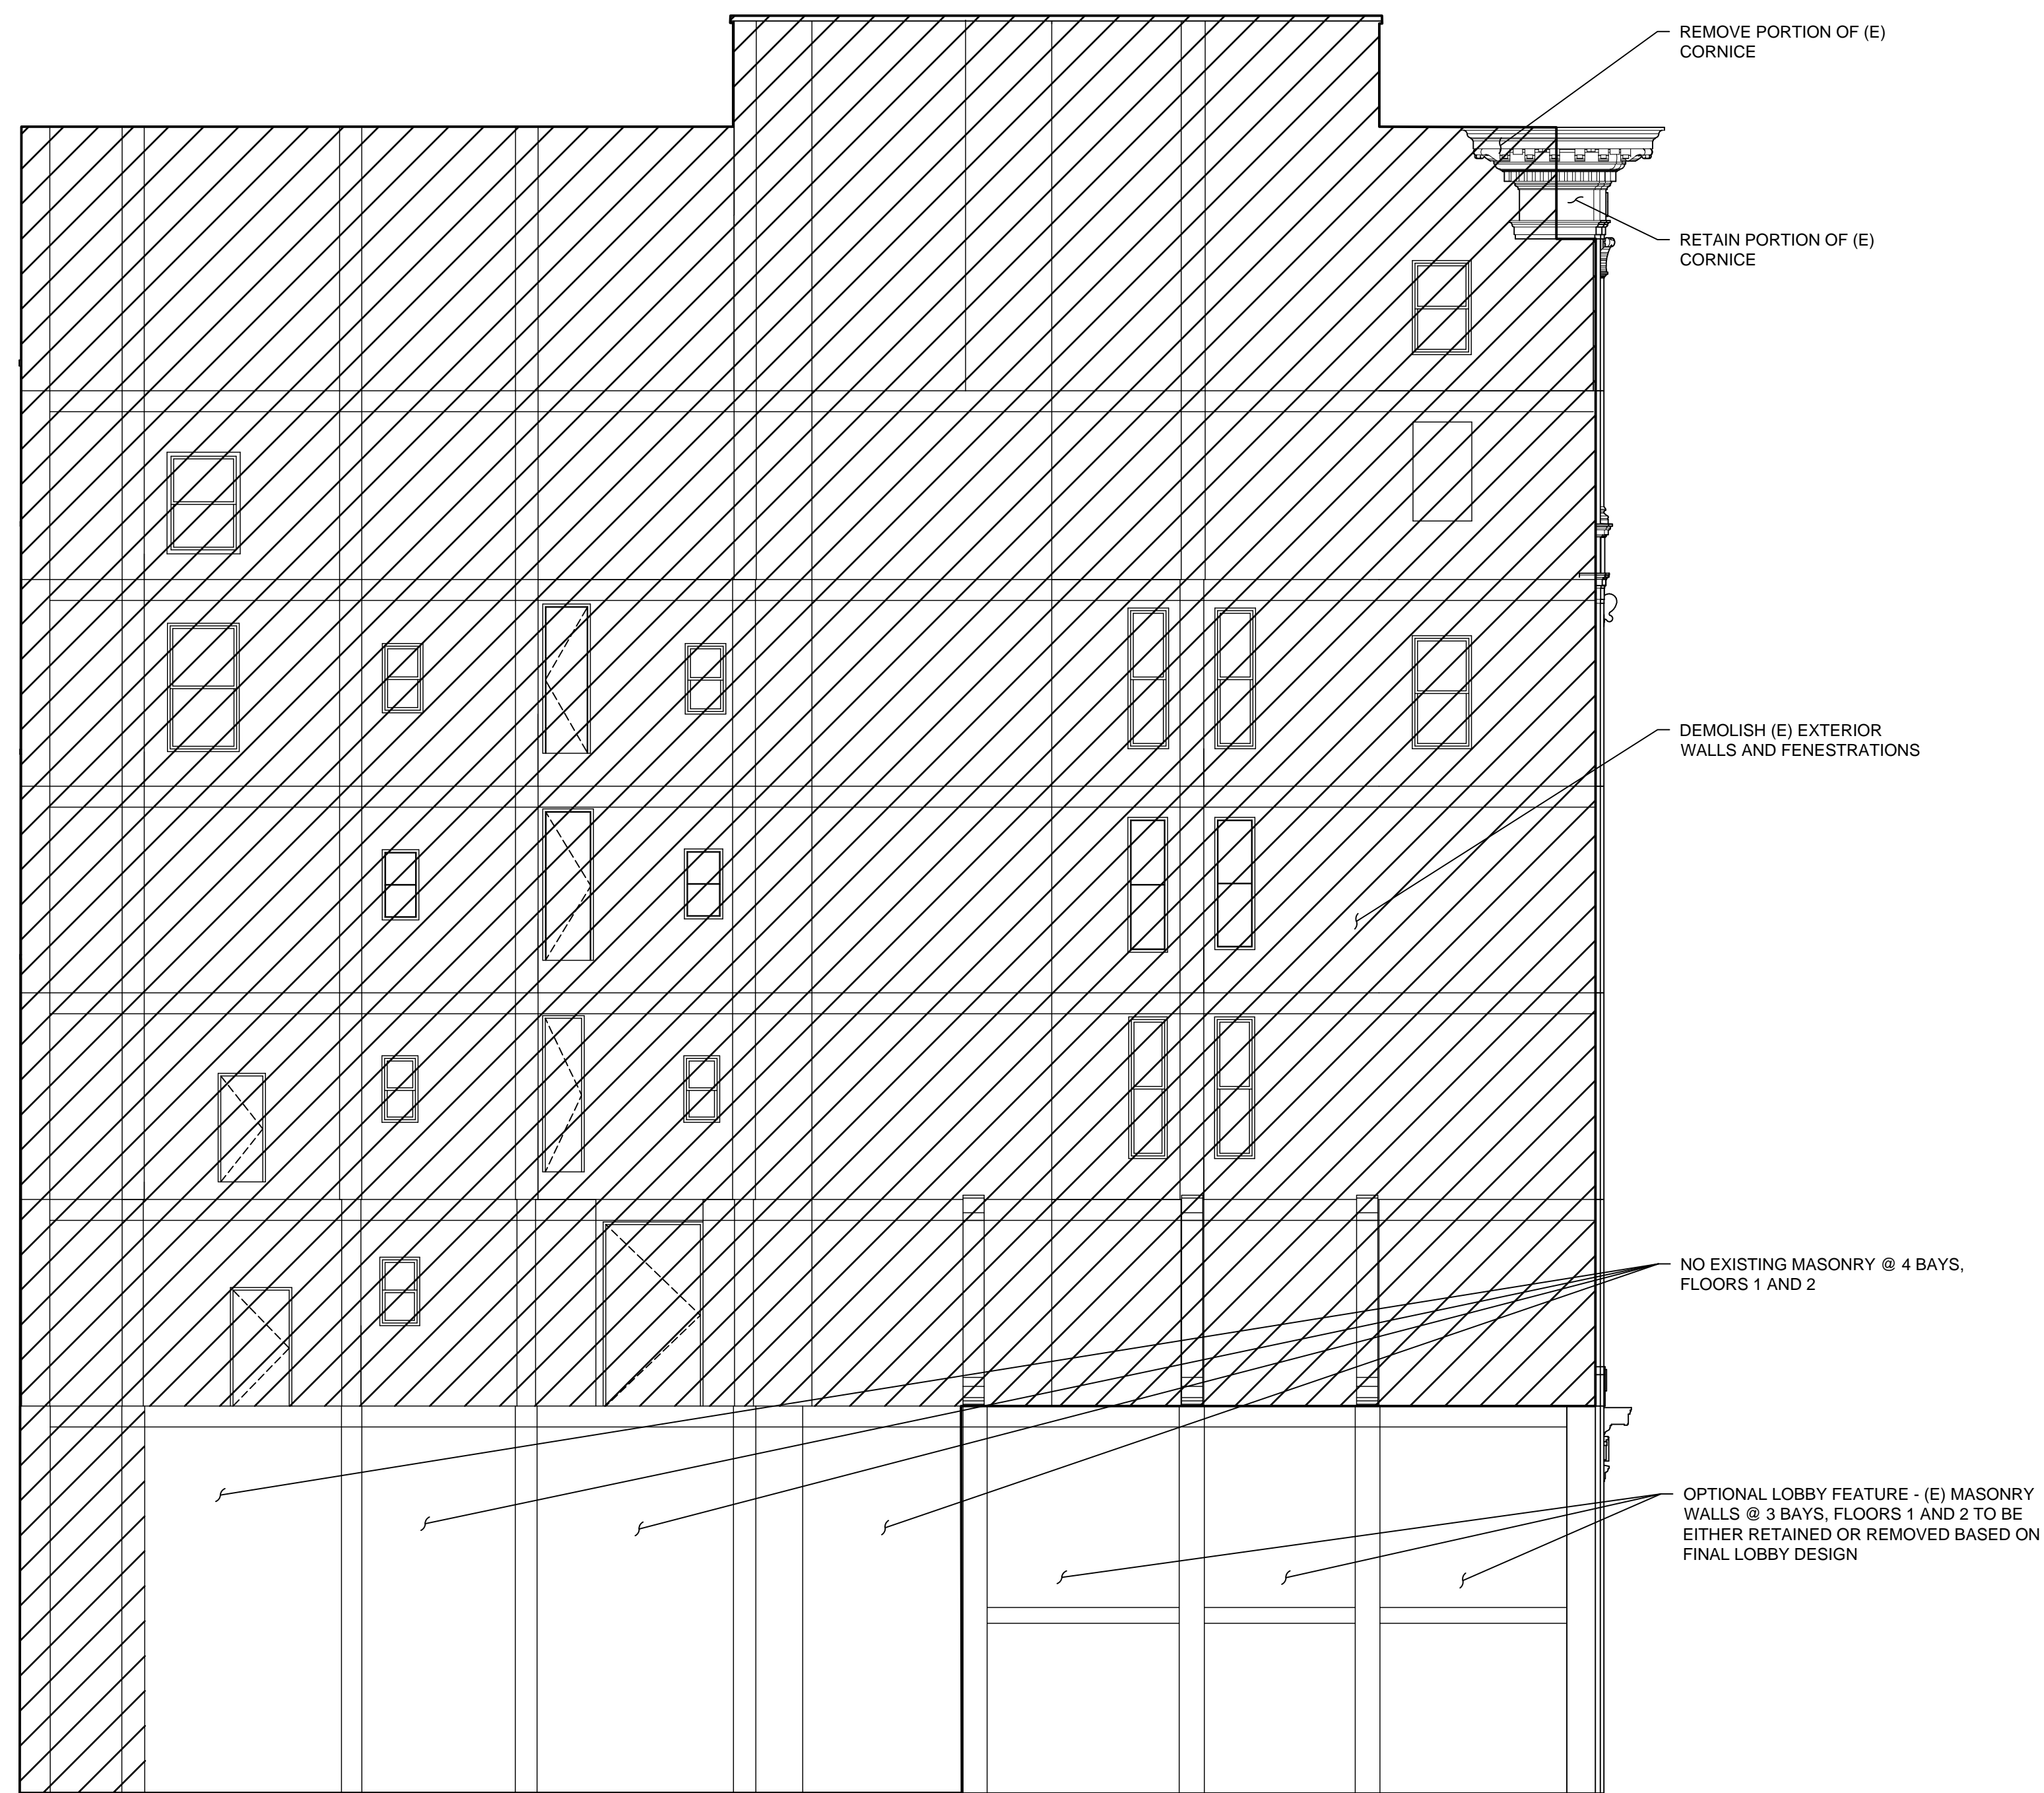 REMOVE PORTION OF (E)
CORNICE
RETAIN PORTION OF (E)
CORNICE
DEMOLISH (E) EXTERIOR
WALLS AND FENESTRATIONS
NO EXISTING MASONRY @ 4 BAYS,
FLOORS 1 AND 2
OPTIONAL LOBBY FEATURE - (E) MASONRY
WALLS @ 3 BAYS, FLOORS 1 AND 2 TO BE
EITHER RETAINED OR REMOVED BASED ON
FINAL LOBBY DESIGN